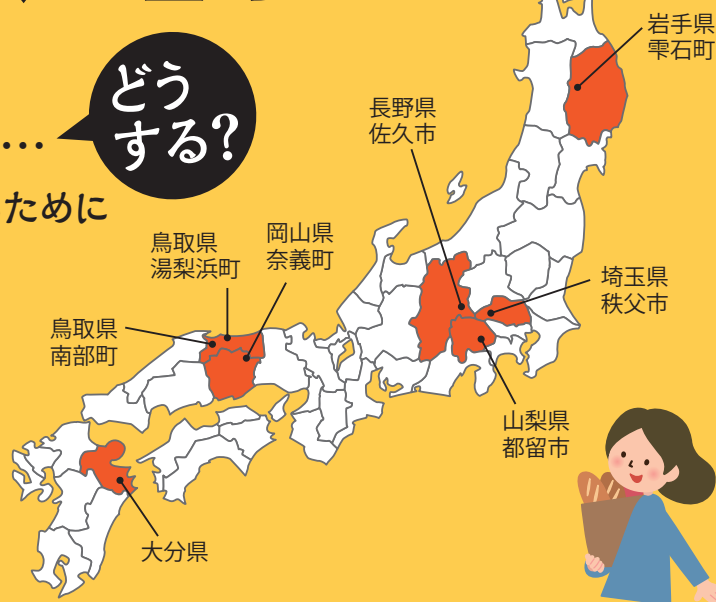 どう
する?
…
ために
岩手県
雫石町
長野県
佐久市
鳥取県
湯梨浜町
岡山県
奈義町
埼玉県
秩父市
鳥取県
南部町
山梨県
都留市
大分県